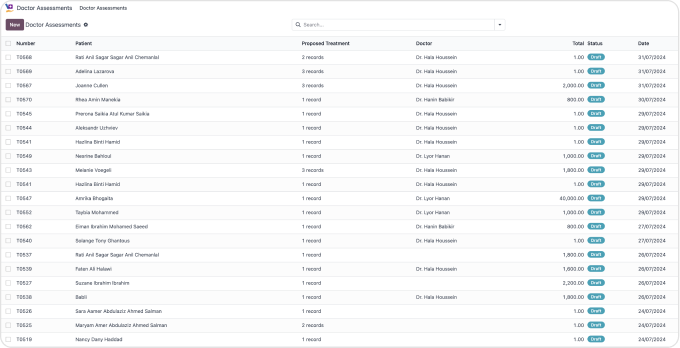 Doctor Assessments Doctor Assessments
New Doctor Assessments Search...
Number Patient Proposed Treatment Doctor Total Status Date
T0568 Rati Anil Sagar Sagar Anil Chemanlal 2 records Dr. Hala Houssein 1.00 Draft 31/07/2024
T0569 Adelina Lazarova 3 records Dr. Hala Houssein 1.00 Draft 31/07/2024
T0567 Joanne Cullen 3 records Dr. Hala Houssein 2,000.00 Draft 31/07/2024
T0570 Rhea Amin Manekia 1 record Dr. Hanin Babikir 800.00 Draft 30/07/2024
T0545 Prerona Saikia Atul Kumar Saikia 1 record Dr. Hala Houssein 1.00 Draft 29/07/2024
T0544 Aleksandr Uzhviev 1 record Dr. Hala Houssein 1.00 Draft 29/07/2024
T0541 Hazlina Binti Hamid 1 record Dr. Hala Houssein 1.00 Draft 29/07/2024
T0549 Nesrine Bahloul 1 record Dr. Lyor Hanan 1,000.00 Draft 29/07/2024
T0543 Melanie Voegeli 3 records Dr. Hala Houssein 1,800.00 Draft 29/07/2024
T0541 Hazlina Binti Hamid 1 record Dr. Hala Houssein 1.00 Draft 29/07/2024
T0547 Amrika Bhogaita 1 record Dr. Lyor Hanan 40,000.00 Draft 29/07/2024
T0552 Taybia Mohammed 1 record Dr. Lyor Hanan 1,000.00 Draft 29/07/2024
T0562 Eiman Ibrahim Mohamed Saeed 1 record Dr. Hanin Babikir 800.00 Draft 27/07/2024
T0540 Solange Tony Ghantous 1 record Dr. Hala Houssein 1.00 Draft 27/07/2024
T0537 Rati Anil Sagar Sagar Anil Chemanlal 1 record 1,800.00 Draft 26/07/2024
T0539 Faten Ali Halawi 1 record Dr. Hala Houssein 1,600.00 Draft 26/07/2024
T0527 Suzane Ibrahim Ibrahim 1 record 2,200.00 Draft 26/07/2024
T0538 Babli 1 record Dr. Hala Houssein 1,800.00 Draft 26/07/2024
T0526 Sara Aamer Abdulaziz Ahmed Salman 1 record 1.00 Draft 24/07/2024
T0525 Maryam Amer Abdulaziz Ahmed Salman 2 records 1.00 Draft 24/07/2024
T0519 Nancy Dany Haddad 1 record 1.00 Draft 24/07/2024